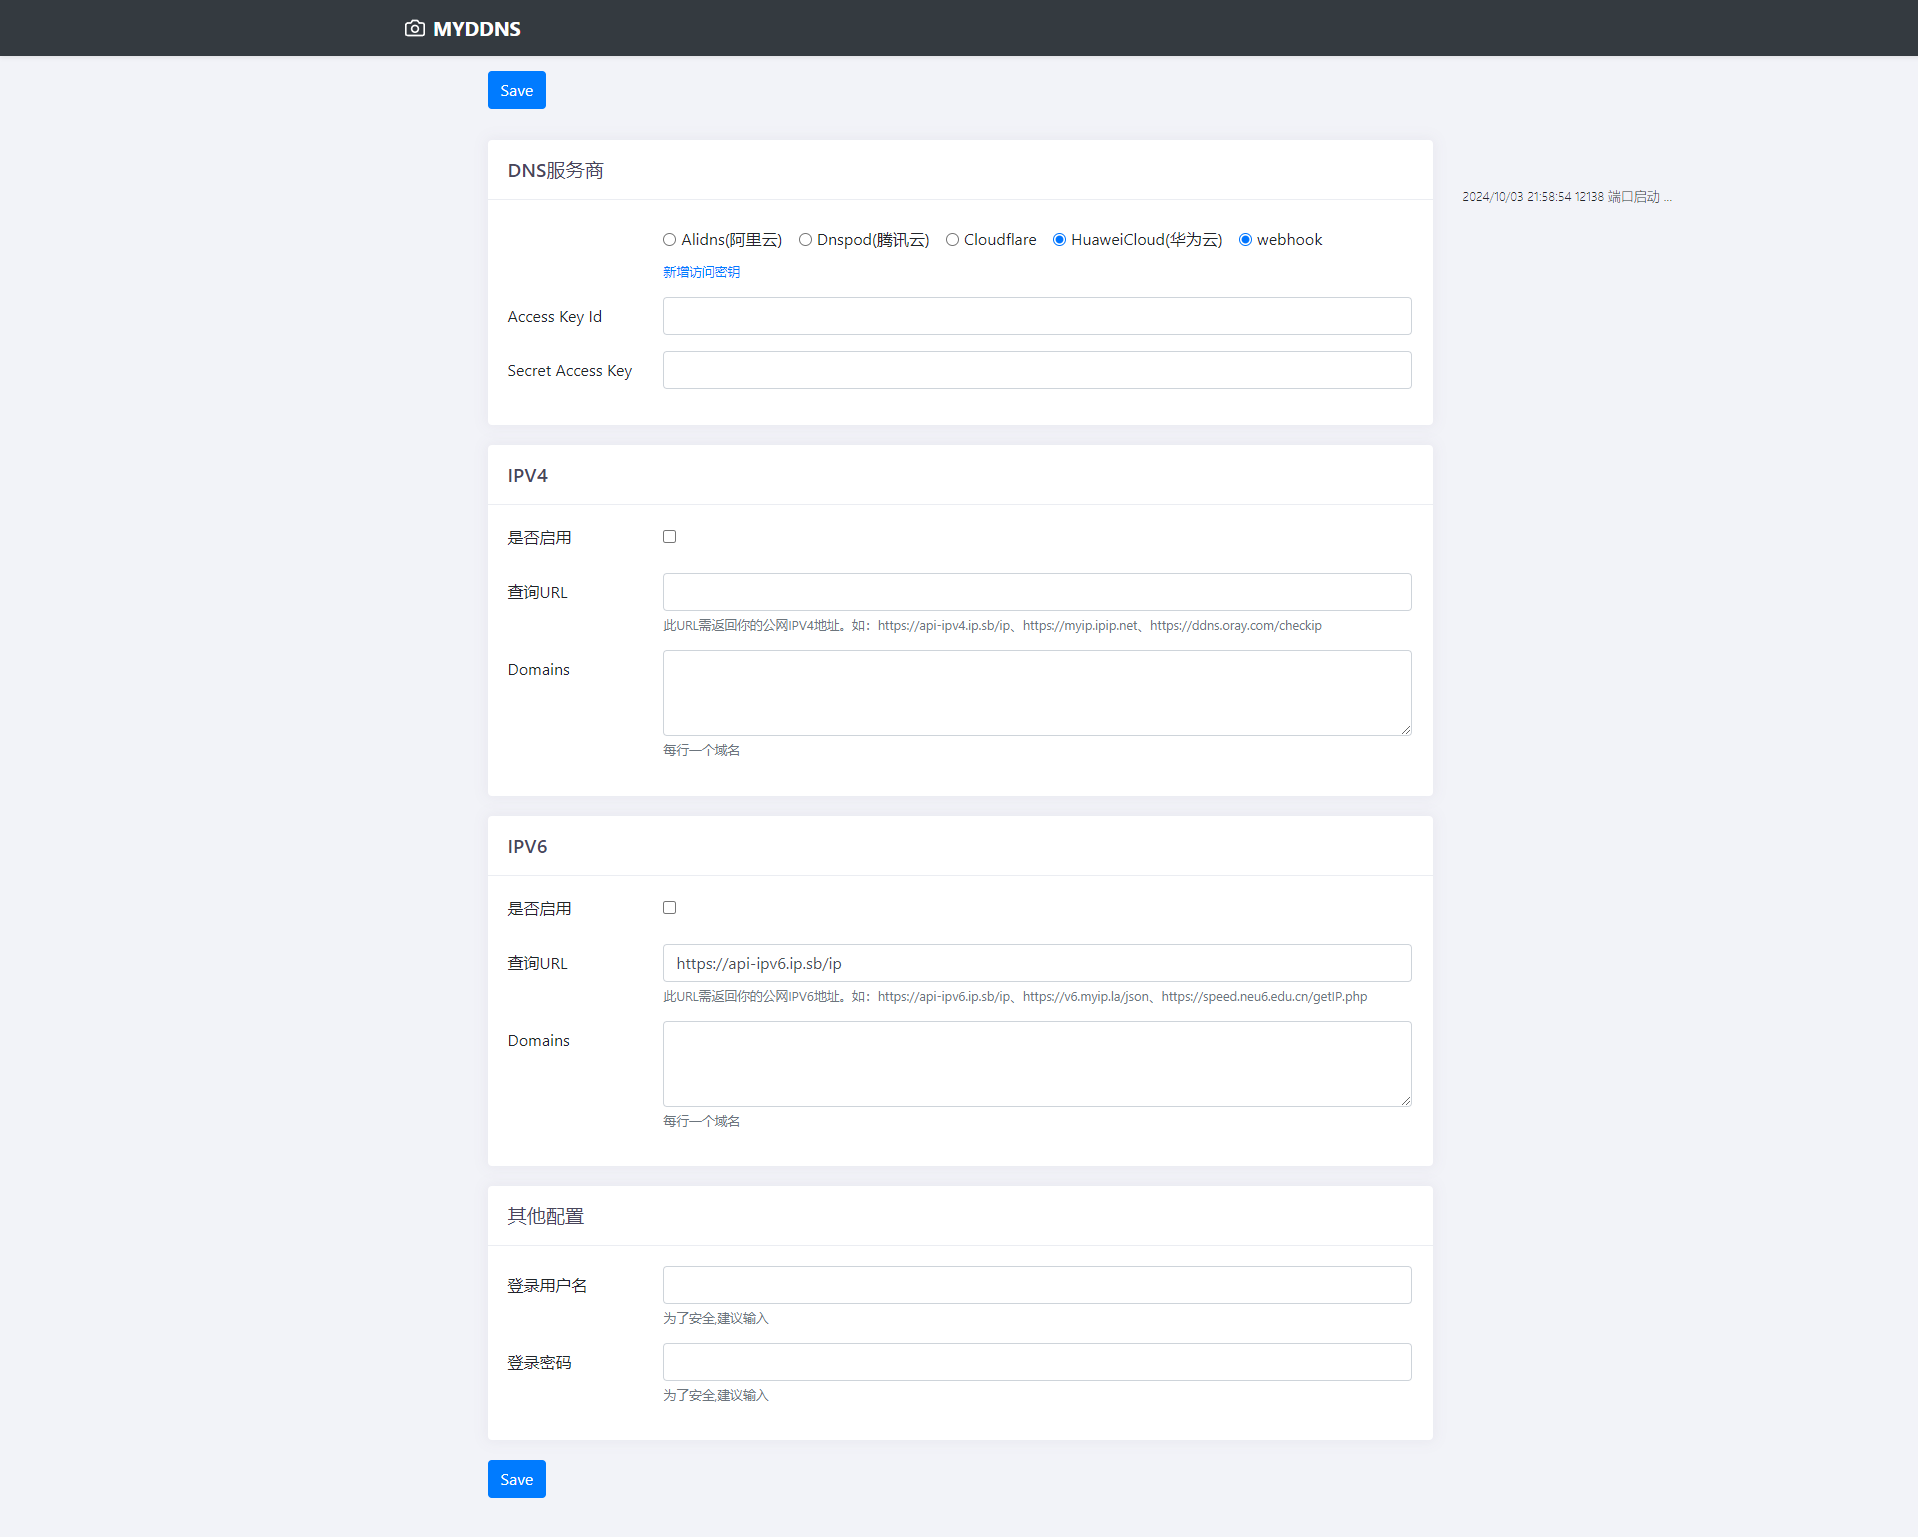 MYDDNS
Save
DNS服务商
2024/10/03 21:58:54 12138 端口启动 ...
Alidns(阿里云) Dnspod(腾讯云) Cloudflare HuaweiCloud(华为云) webhook
新增访问密钥
Access Key Id
Secret Access Key
IPV4
是否启用
查询URL
此URL需返回你的公网IPV4地址。如：https://api-ipv4.ip.sb/ip、https://myip.ipip.net、https://ddns.oray.com/checkip
Domains
每行一个域名
IPV6
是否启用
查询URL https://api-ipv6.ip.sb/ip
此URL需返回你的公网IPV6地址。如：https://api-ipv6.ip.sb/ip、https://v6.myip.la/json、https://speed.neu6.edu.cn/getIP.php
Domains
每行一个域名
其他配置
登录用户名
为了安全,建议输入
登录密码
为了安全,建议输入
Save